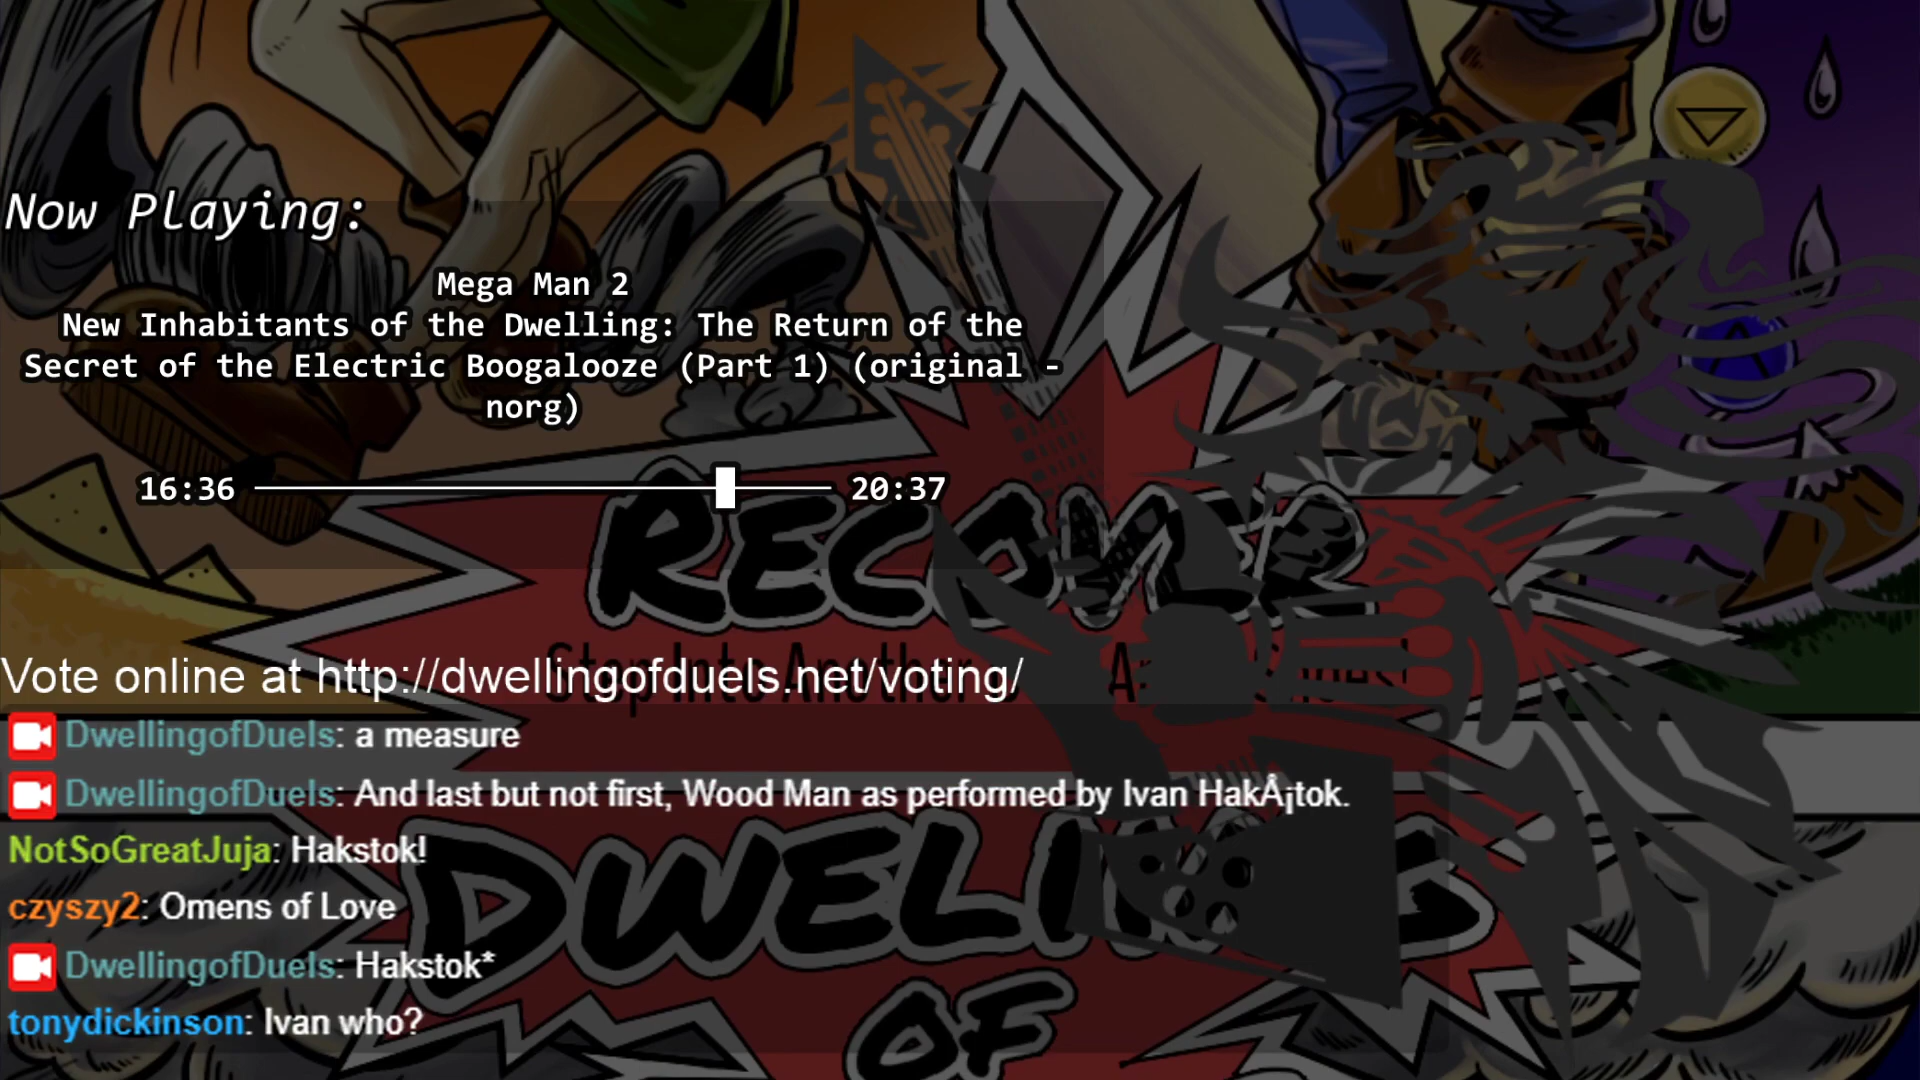 Now Playing:
Mega Man 2
New Inhabitants of the Dwelling: The Return of the
Secret of the Electric Boogalooze (Part 1) (original -
norg)
16:36 20:37
RECOVER
Vote online at http://dwellingofduels.net/voting/
DwellingofDuels: a measure
DwellingofDuels: And last but not first, Wood Man as performed by Ivan HakÅ¡tok.
NotSoGreatJuja: Hakstok!
czyszy2: Omens of Love
DwellingofDuels: Hakstok*
tonydickinson: Ivan who?
DWELLING
OF